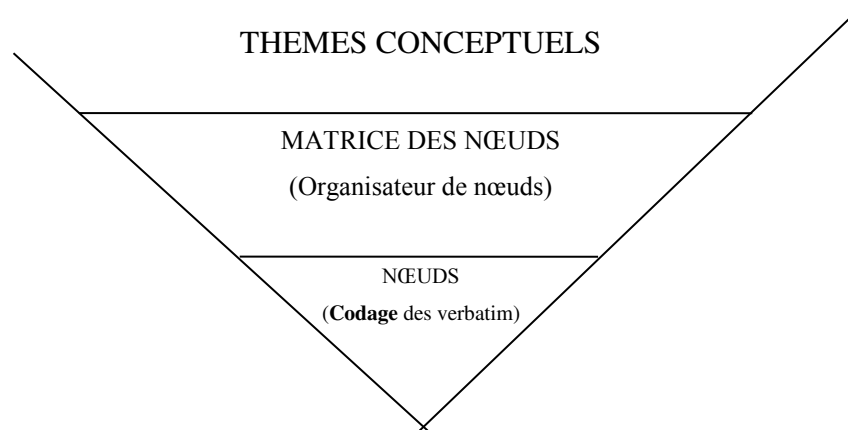 THEMES CONCEPTUELS
MATRICE DES NŒUDS
(Organisateur de nœuds)
NŒUDS
(Codage des verbatim)